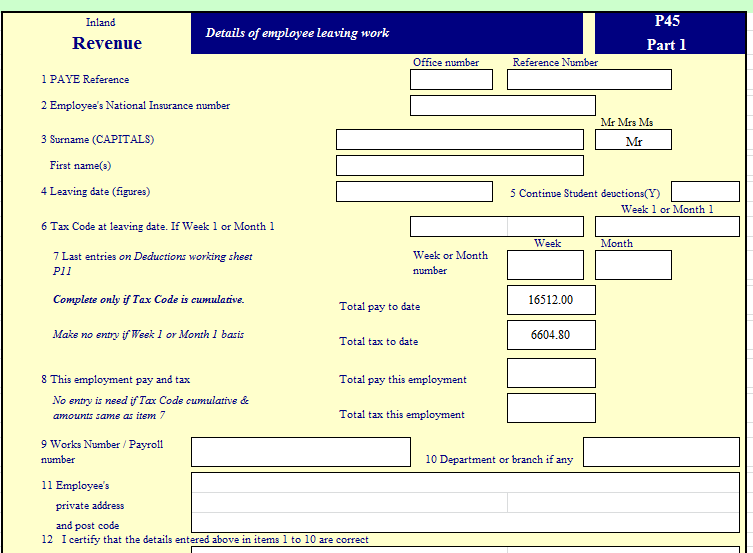 Inland
Revenue
Details of employee leaving work
P45
Part 1
Office number Reference Number
1 PAYE Reference
2 Employee's National Insurance number
Mr Mrs Ms
3 Surname (CAPITALS) Mr
First name(s)
4 Leaving date (figures) 5 Continue Student deuctions(Y)
Week 1 or Month 1
6 Tax Code at leaving date. If Week 1 or Month 1
Week Month
7 Last entries on Deductions working sheet
P11
Week or Month
number
Complete only if Tax Code is cumulative. Total pay to date 16512.00
Make no entry if Week 1 or Month 1 basis Total tax to date 6604.80
8 This employment pay and tax Total pay this employment
No entry is need if Tax Code cumulative &
amounts same as item 7 Total tax this employment
9 Works Number / Payroll
number
10 Department or branch if any
11 Employee's
private address
and post code
12 I certify that the details entered above in items 1 to 10 are correct